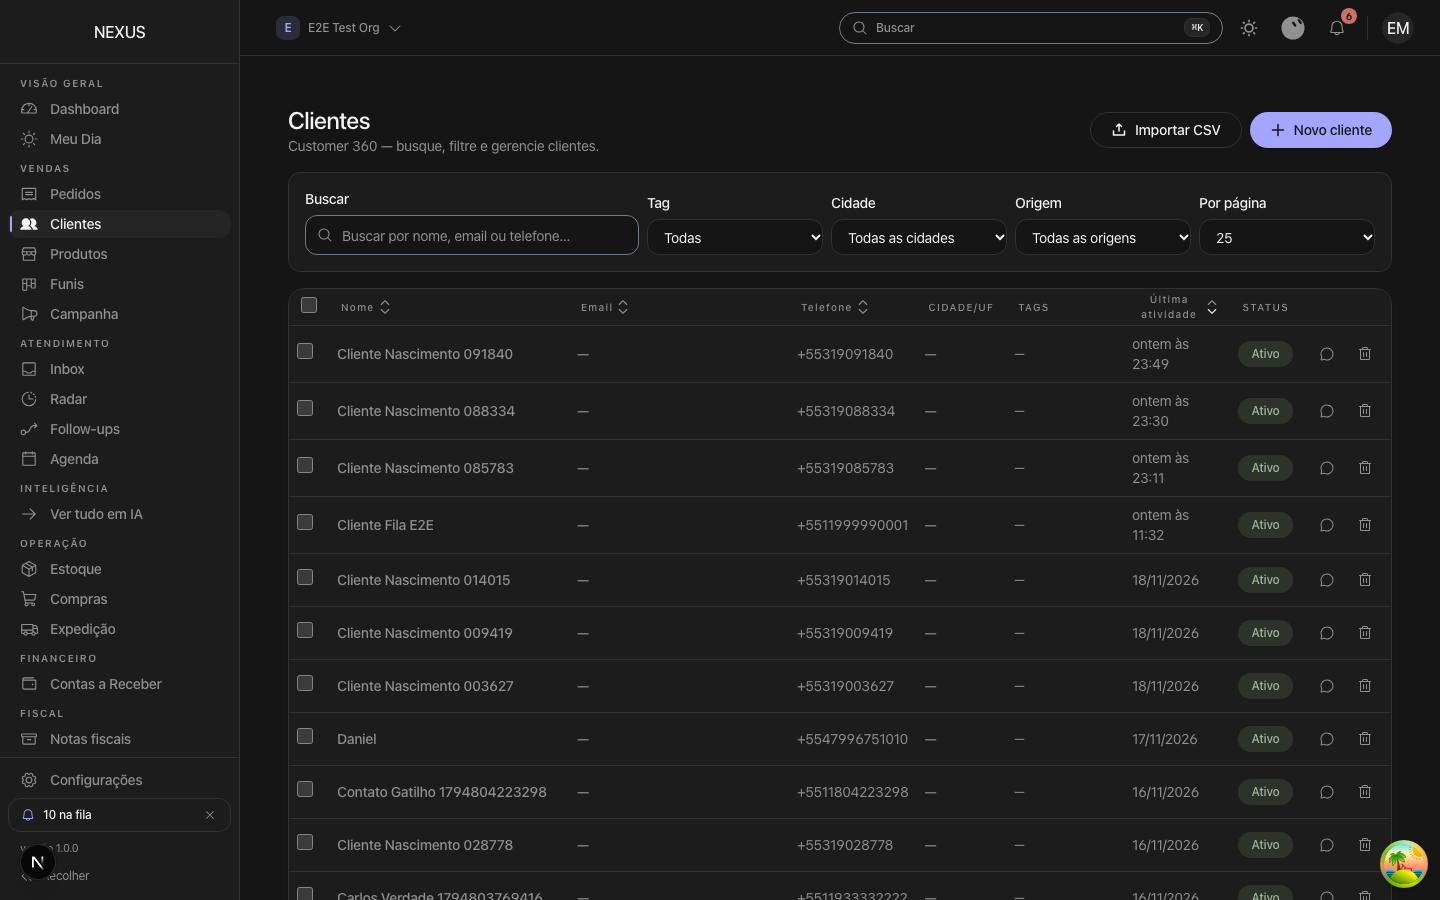 NEXUS
E E2E Test Org
Buscar ⌘K
6
EM
VISÃO GERAL
Dashboard
Meu Dia
VENDAS
Pedidos
Clientes
Produtos
Funis
Campanha
ATENDIMENTO
Inbox
Radar
Follow-ups
Agenda
INTELIGÊNCIA
Ver tudo em IA
OPERAÇÃO
Estoque
Compras
Expedição
FINANCEIRO
Contas a Receber
FISCAL
Notas fiscais
Configurações
10 na fila
1.0.0
N
Clientes
Customer 360 — busque, filtre e gerencie clientes.
Importar CSV
Novo cliente
Buscar Tag Cidade Origem Por página
Buscar por nome, email ou telefone... Todas Todas as cidades Todas as origens 25
Nome Email Telefone CIDADE/UF TAGS Última atividade STATUS
Cliente Nascimento 091840 — +55319091840 — — ontem às 23:49 Ativo
Cliente Nascimento 088334 — +55319088334 — — ontem às 23:30 Ativo
Cliente Nascimento 085783 — +55319085783 — — ontem às 23:11 Ativo
Cliente Fila E2E — +5511999990001 — — ontem às 11:32 Ativo
Cliente Nascimento 014015 — +55319014015 — — 18/11/2026 Ativo
Cliente Nascimento 009419 — +55319009419 — — 18/11/2026 Ativo
Cliente Nascimento 003627 — +55319003627 — — 18/11/2026 Ativo
Daniel — +5547996751010 — — 17/11/2026 Ativo
Contato Gatilho 1794804223298 — +5511804223298 — — 16/11/2026 Ativo
Cliente Nascimento 028778 — +55319028778 — — 16/11/2026 Ativo
Carlos Verdade 1794803769416 — +5511933332222 — — 16/11/2026 Ativo